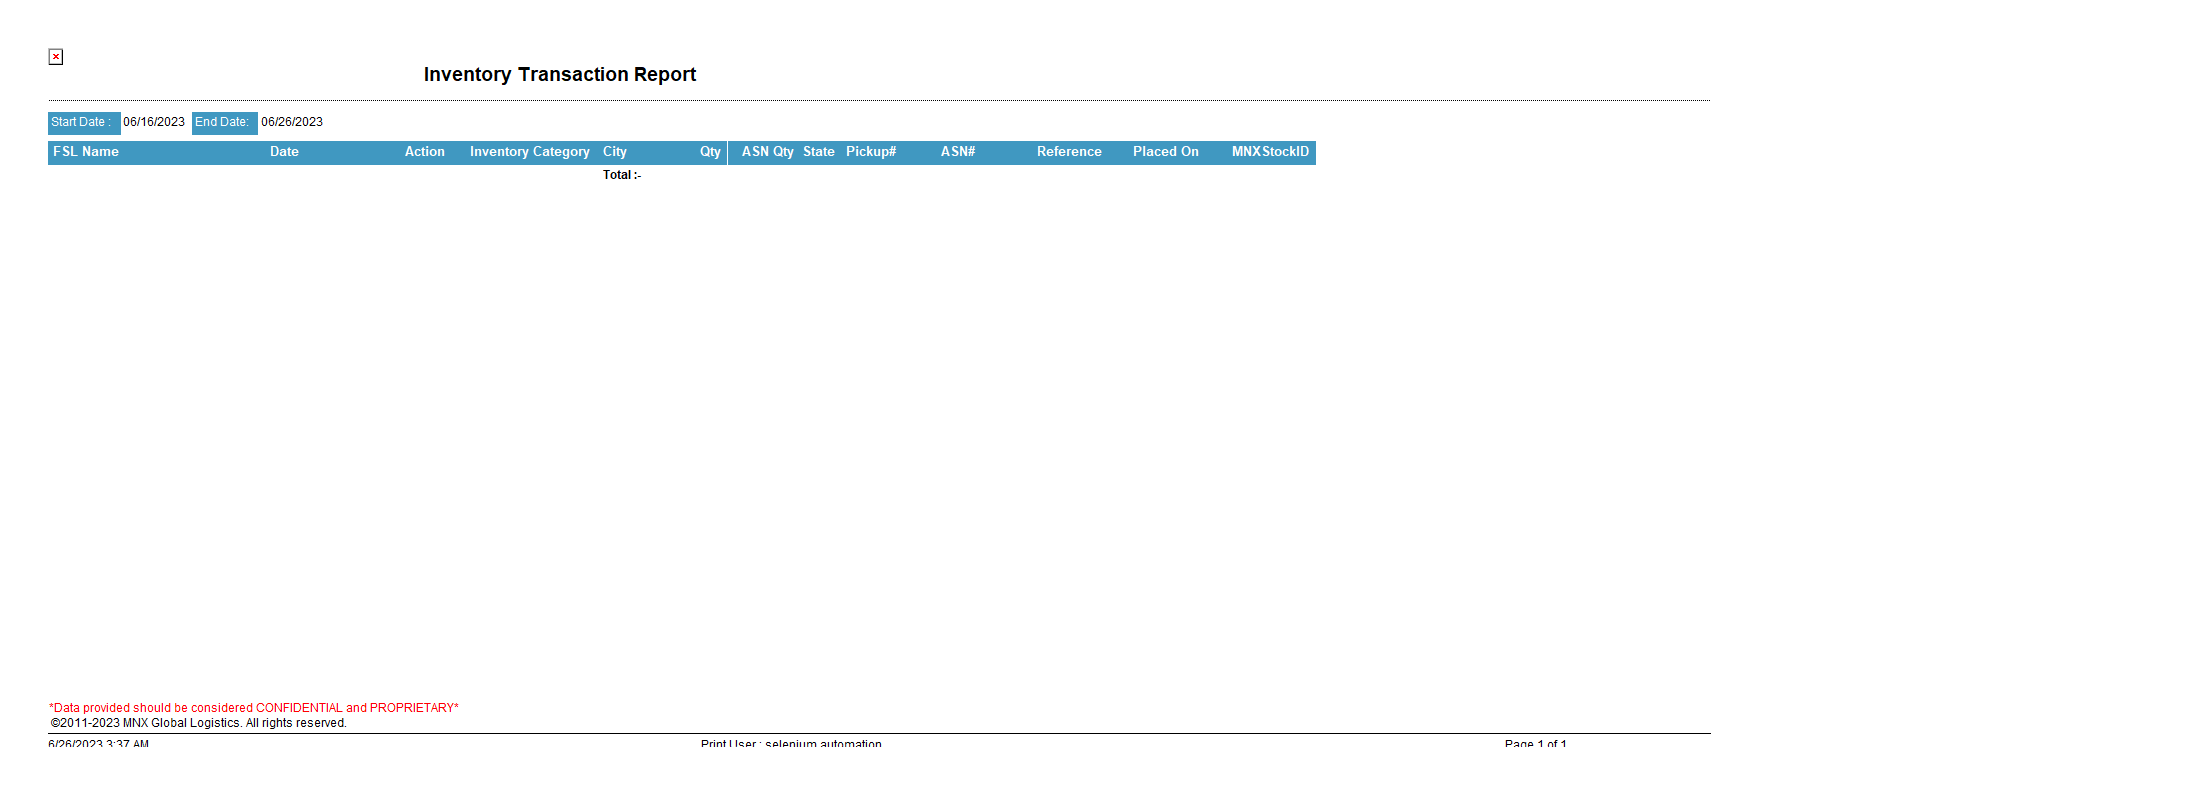 Inventory Transaction Report
Start Date : 06/16/2023 End Date: 06/26/2023
FSL Name Date Action Inventory Category City Qty ASN Qty State Pickup# ASN# Reference Placed On MNXStockID
Total :-
*Data provided should be considered CONFIDENTIAL and PROPRIETARY*
©2011-2023 MNX Global Logistics. All rights reserved.
6/26/2023 3:37 AM Print User : selenium automation Page 1 of 1